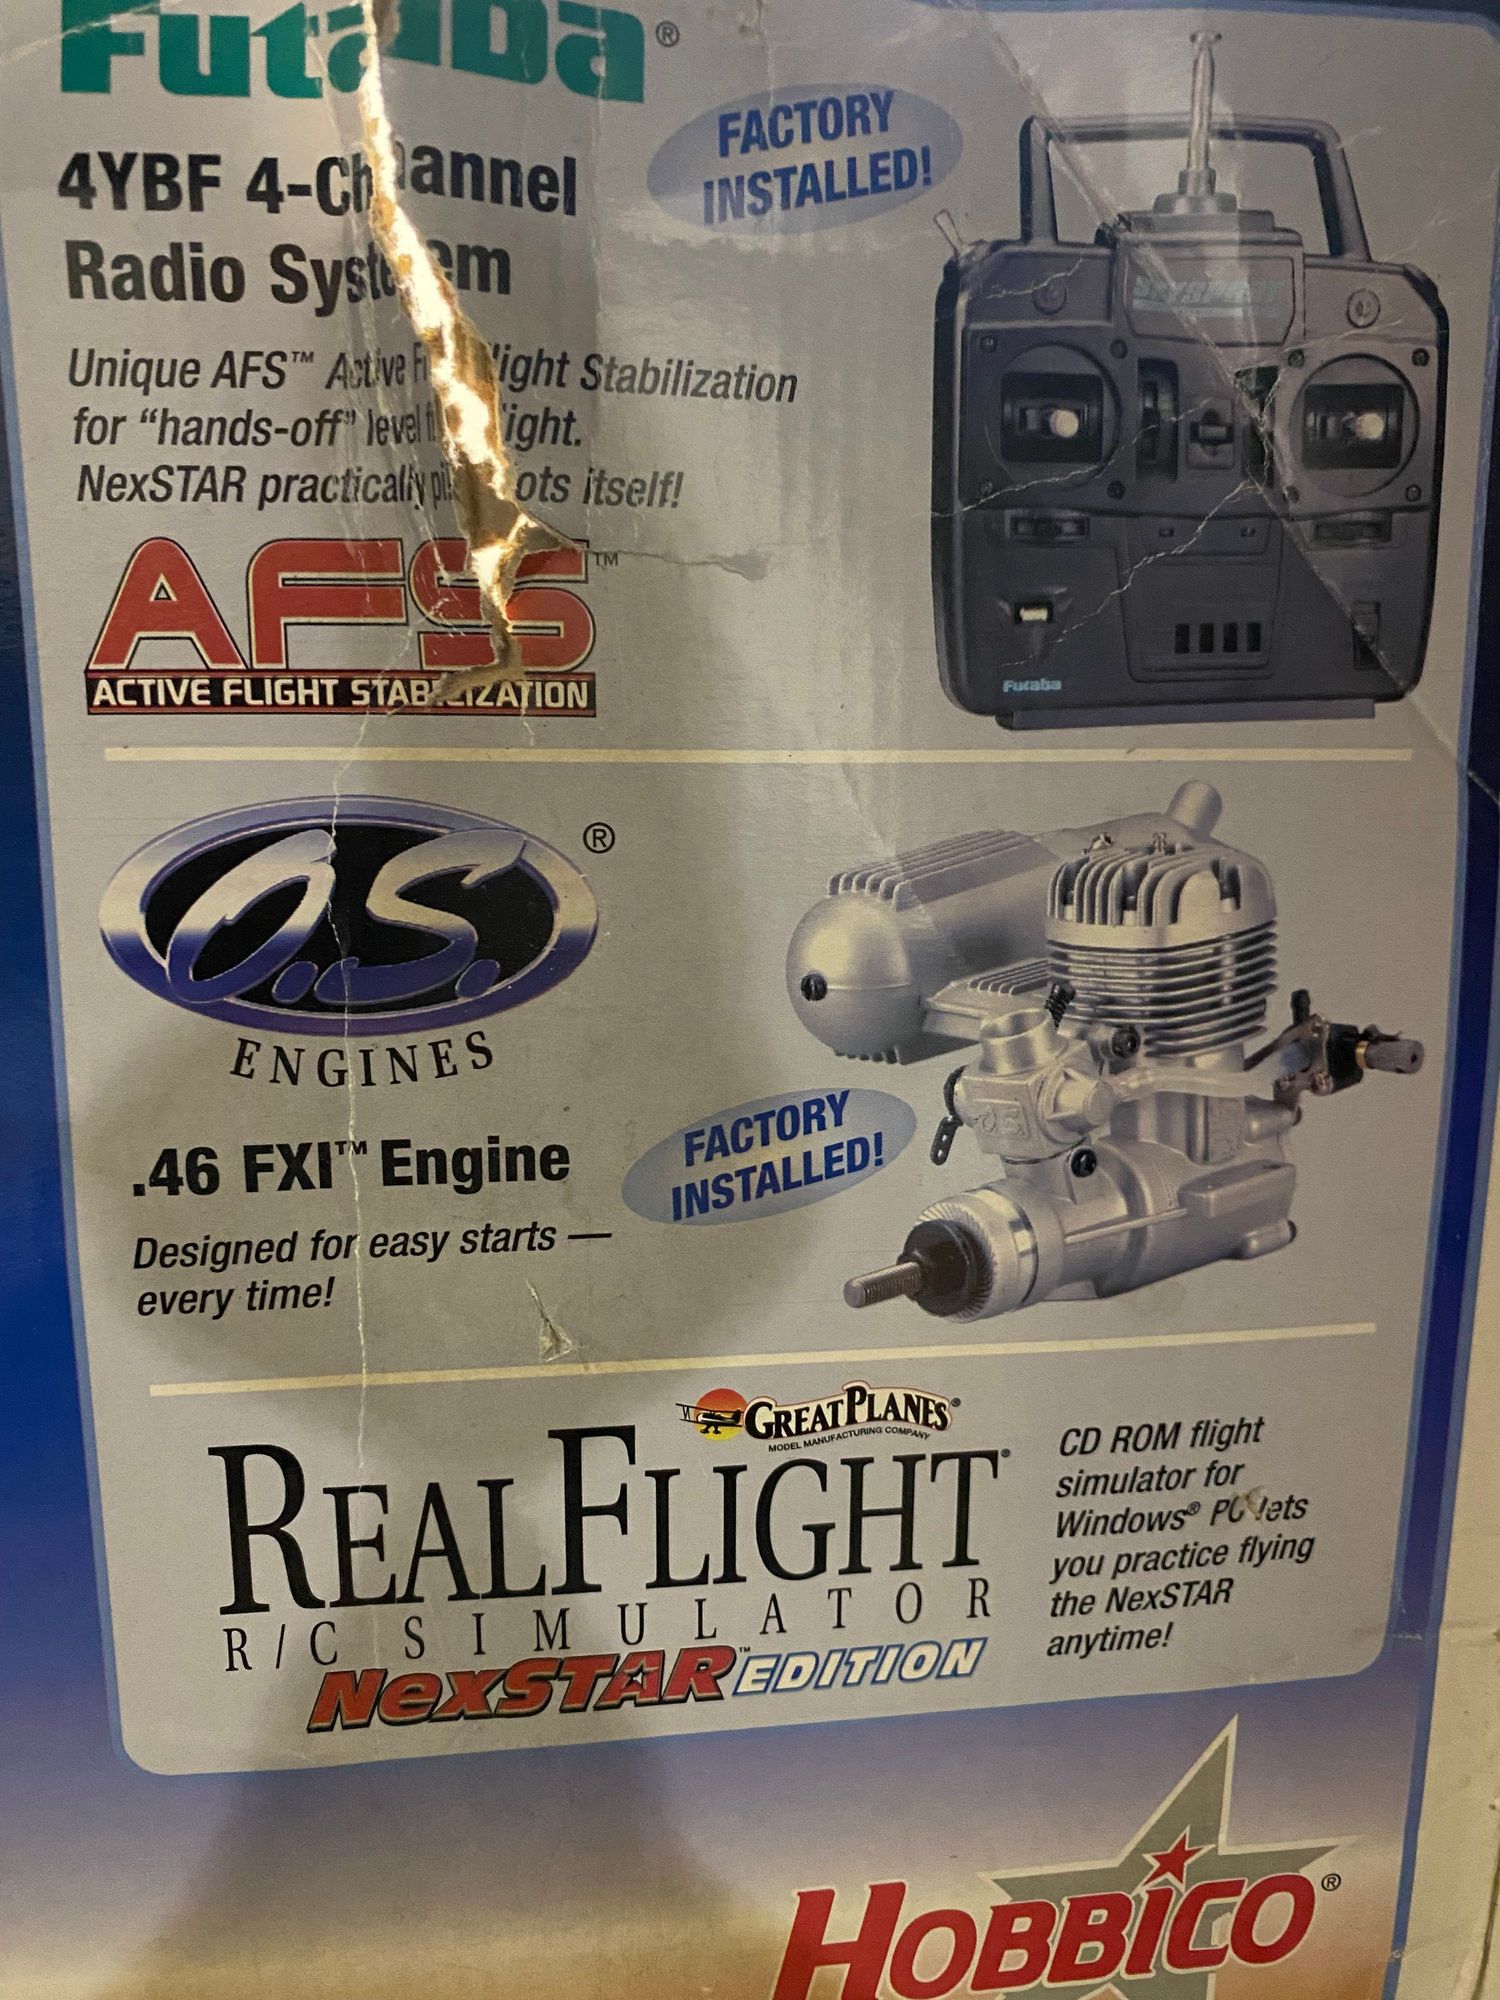 Futaba®
FACTORY
INSTALLED!
4YBF 4-Channel
Radio System
Unique AFS™ Active Flight Stabilization
for "hands-off" level flight.
NexSTAR practically pilots itself!
AFS™
ACTIVE FLIGHT STABILIZATION
Futaba
O.S.®
ENGINES
.46 FXI™ Engine
FACTORY
INSTALLED!
Designed for easy starts —
every time!
GREAT PLANES®
MODEL MANUFACTURING COMPANY
REALFLIGHT®
R/C SIMULATOR
NexSTAR™ EDITION
CD ROM flight
simulator for
Windows® PC lets
you practice flying
the NexSTAR
anytime!
HOBBICO®